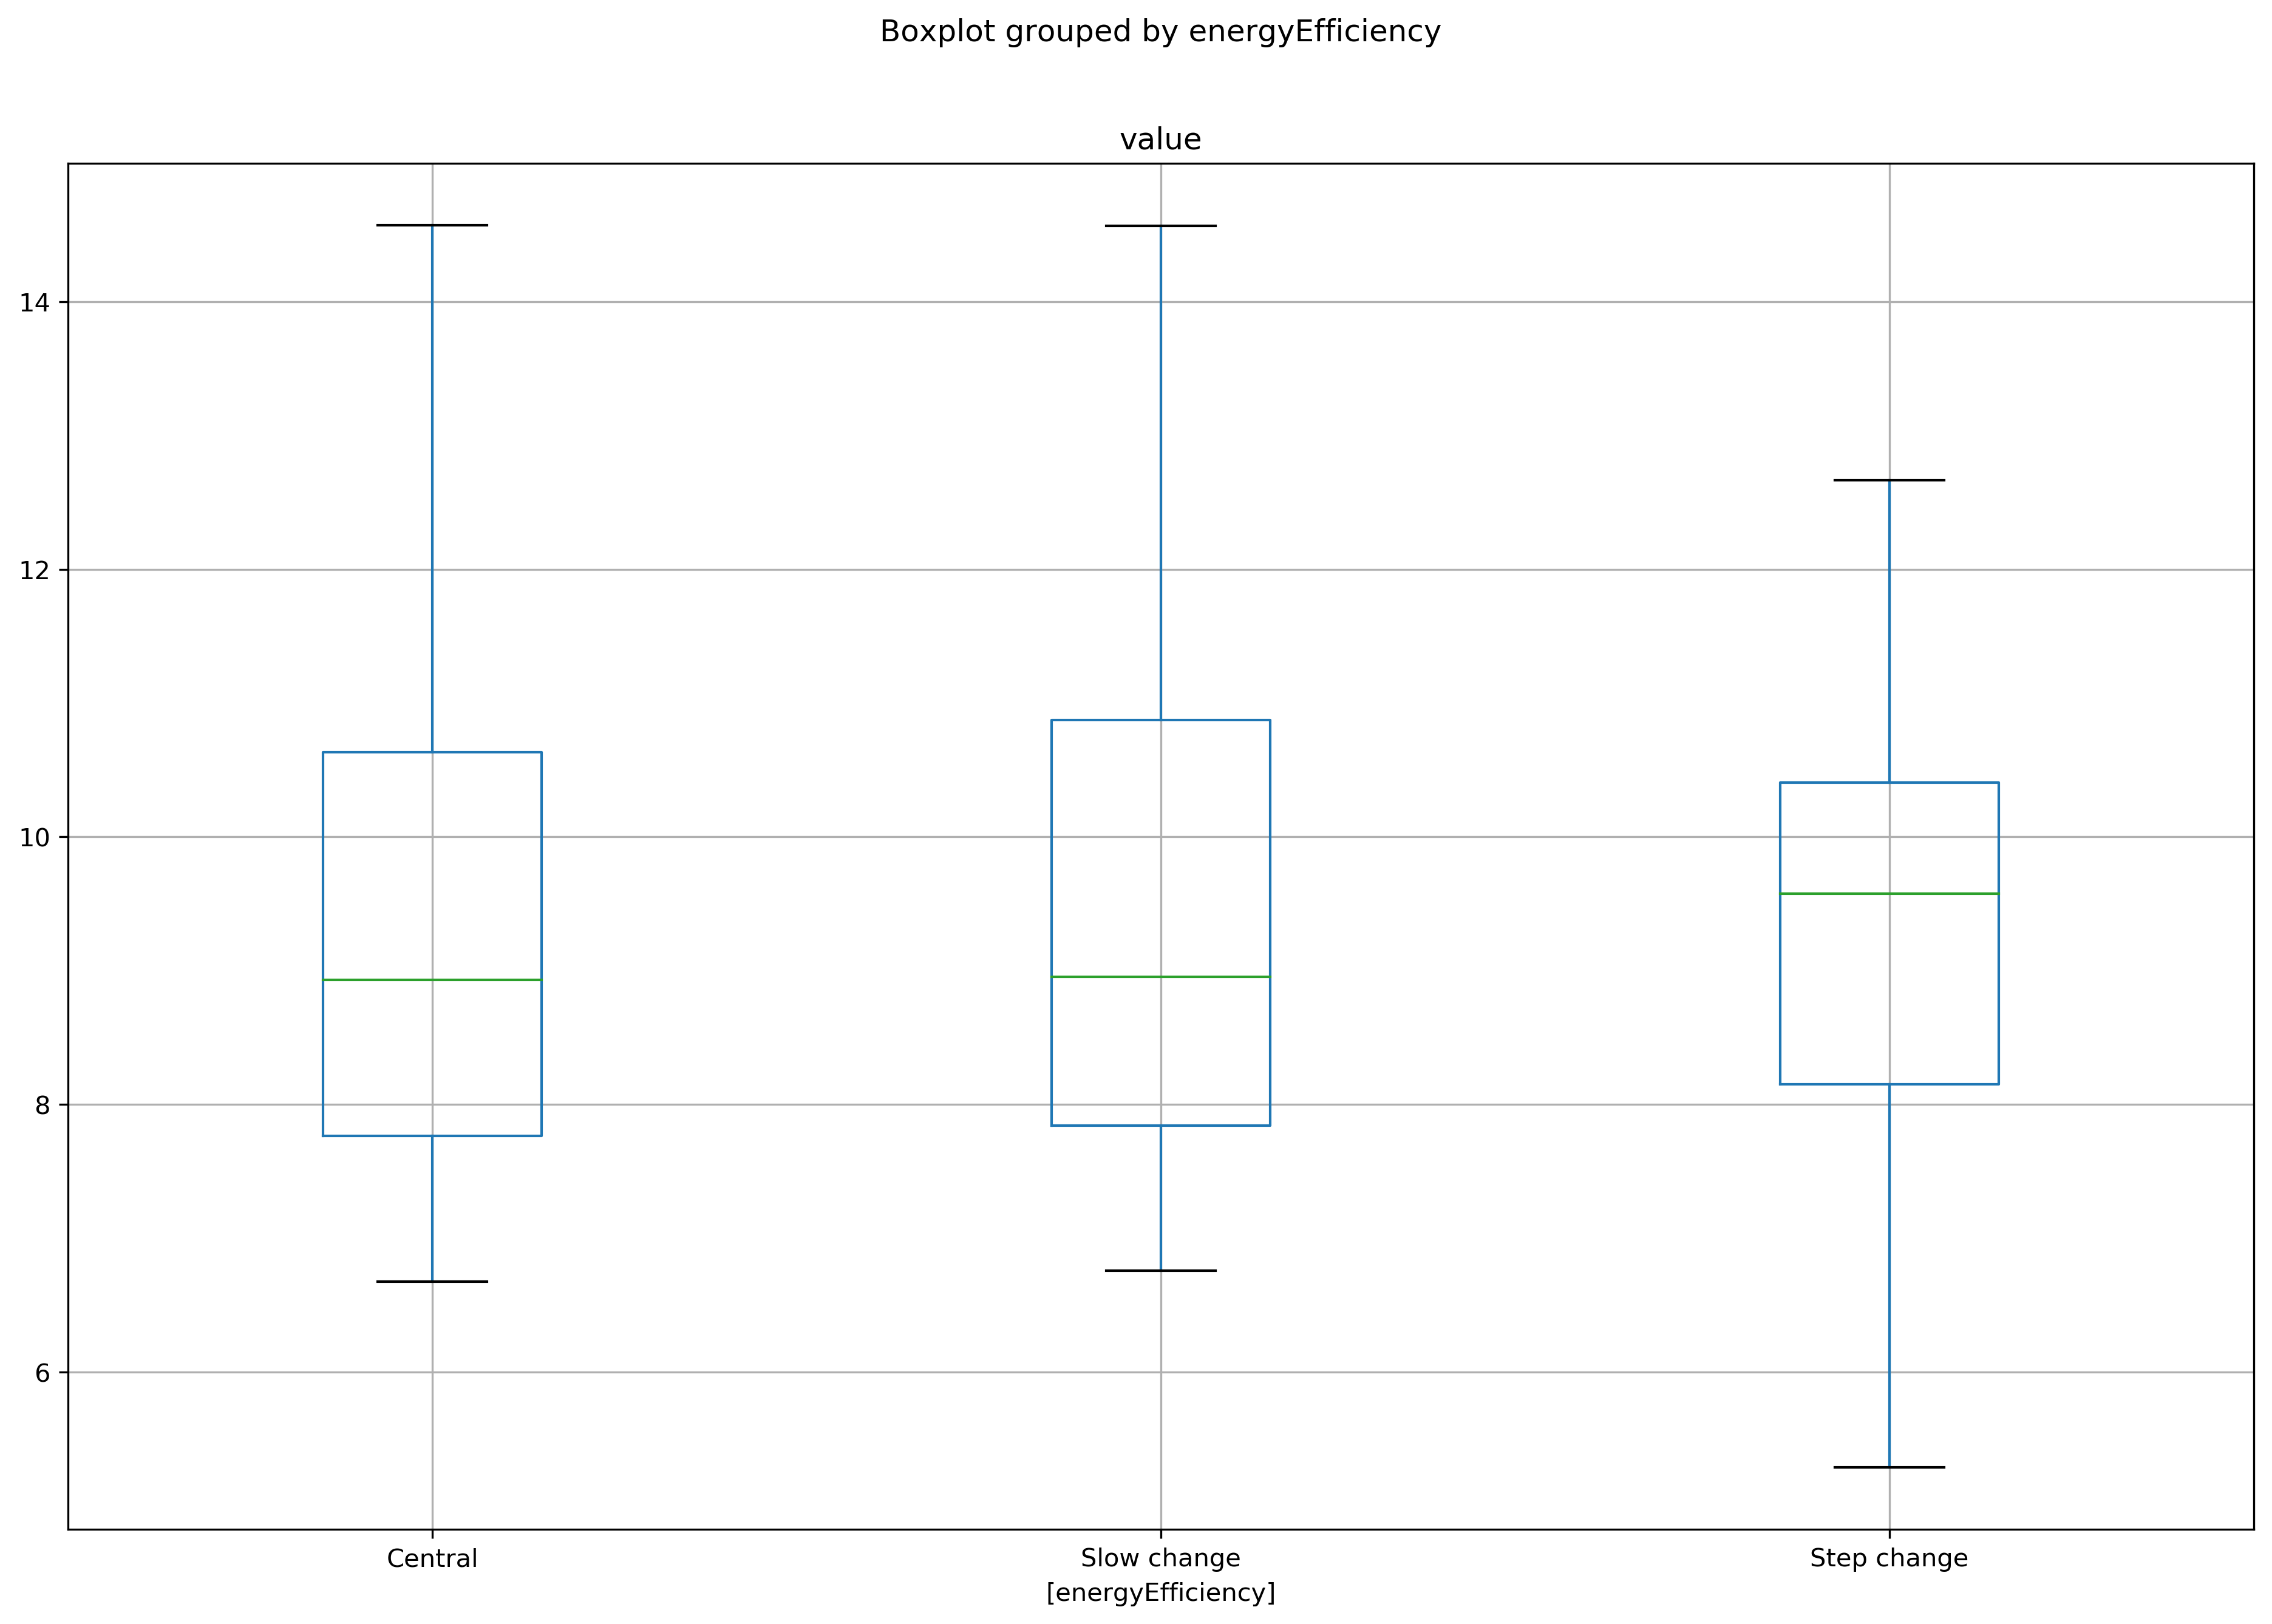 Boxplot grouped by energyEfficiency
value
14
12
10
8
6
Central
Slow change
Step change
[energyEfficiency]